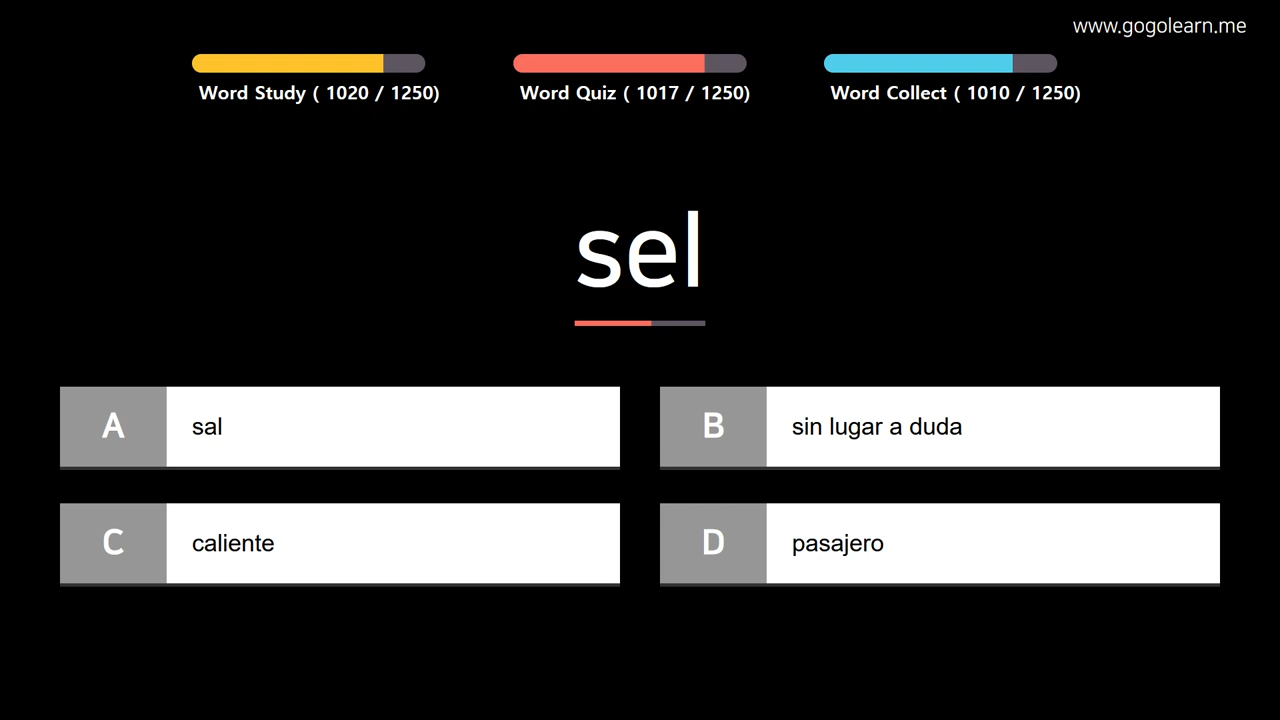 www.gogolearn.me
Word Study ( 1020 / 1250)
Word Quiz ( 1017 / 1250)
Word Collect ( 1010 / 1250)
sel
A
sal
B
sin lugar a duda
C
caliente
D
pasajero